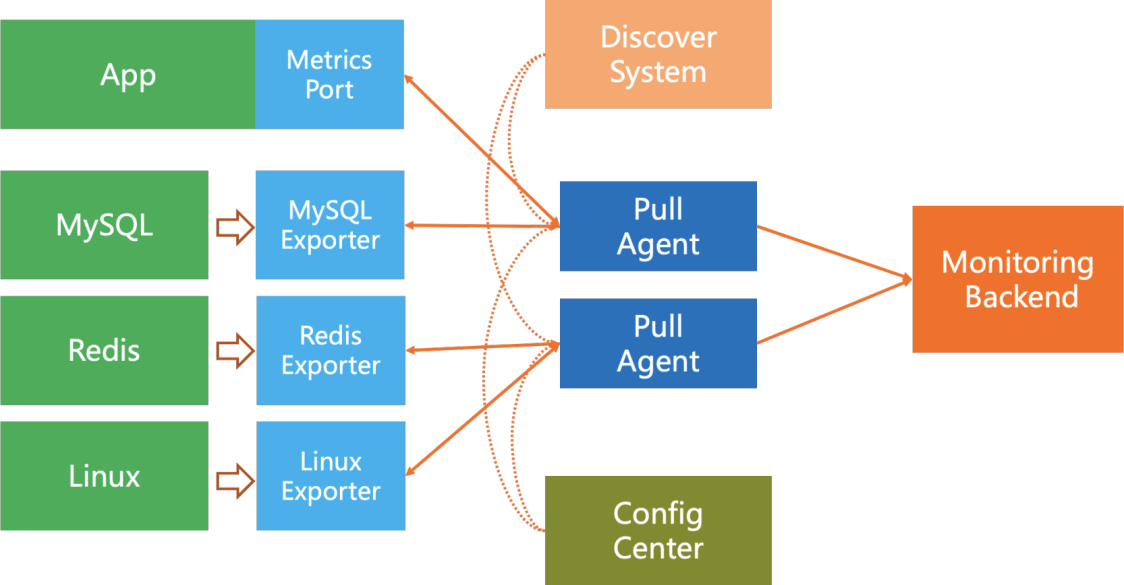 App
Metrics
Port
Discover
System
MySQL
MySQL
Exporter
Pull
Agent
Monitoring
Backend
Redis
Redis
Exporter
Pull
Agent
Linux
Linux
Exporter
Config
Center